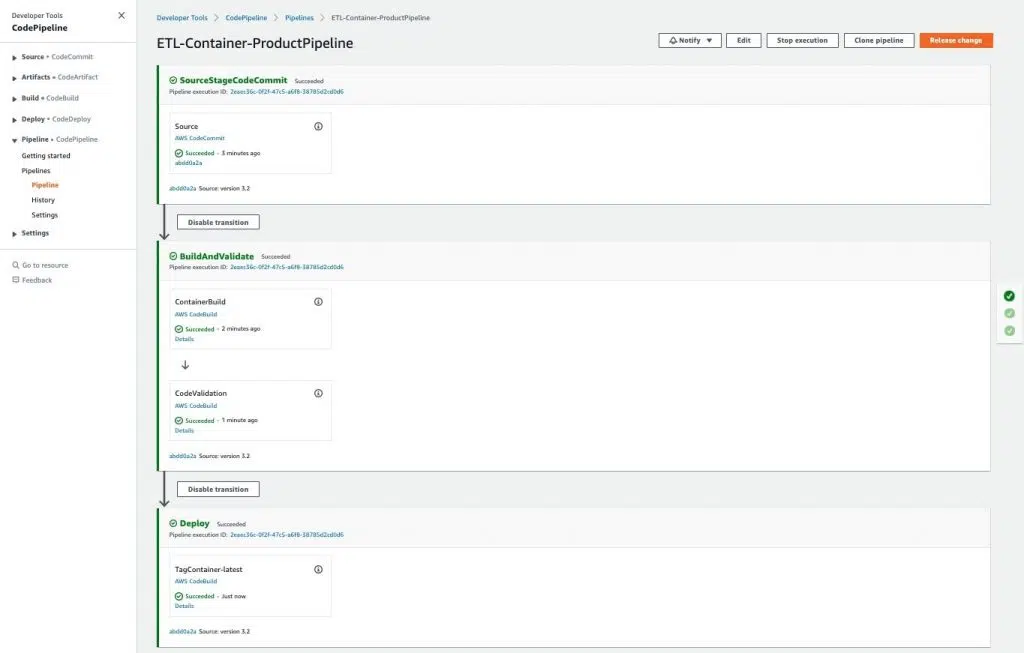 Developer Tools
CodePipeline
Source • CodeCommit
Artifacts • CodeArtifact
Build • CodeBuild
Deploy • CodeDeploy
Pipeline • CodePipeline
Getting started
Pipelines
Pipeline
History
Settings
Settings
Go to resource
Feedback
Developer Tools > CodePipeline > Pipelines > ETL-Container-ProductPipeline
ETL-Container-ProductPipeline
Notify ▼ Edit Stop execution Clone pipeline Release change
SourceStageCodeCommit Succeeded
Pipeline execution ID: 2eaec36c-0f2f-47c5-a6f8-38785d2cd0d6
Source
AWS CodeCommit
Succeeded - 3 minutes ago
abdd0a2a
abdd0a2a Source: version 3.2
Disable transition
BuildAndValidate Succeeded
Pipeline execution ID: 2eaec36c-0f2f-47c5-a6f8-38785d2cd0d6
ContainerBuild
AWS CodeBuild
Succeeded - 2 minutes ago
Details
CodeValidation
AWS CodeBuild
Succeeded - 1 minute ago
Details
abdd0a2a Source: version 3.2
Disable transition
Deploy Succeeded
Pipeline execution ID: 2eaec36c-0f2f-47c5-a6f8-38785d2cd0d6
TagContainer-latest
AWS CodeBuild
Succeeded - Just now
Details
abdd0a2a Source: version 3.2